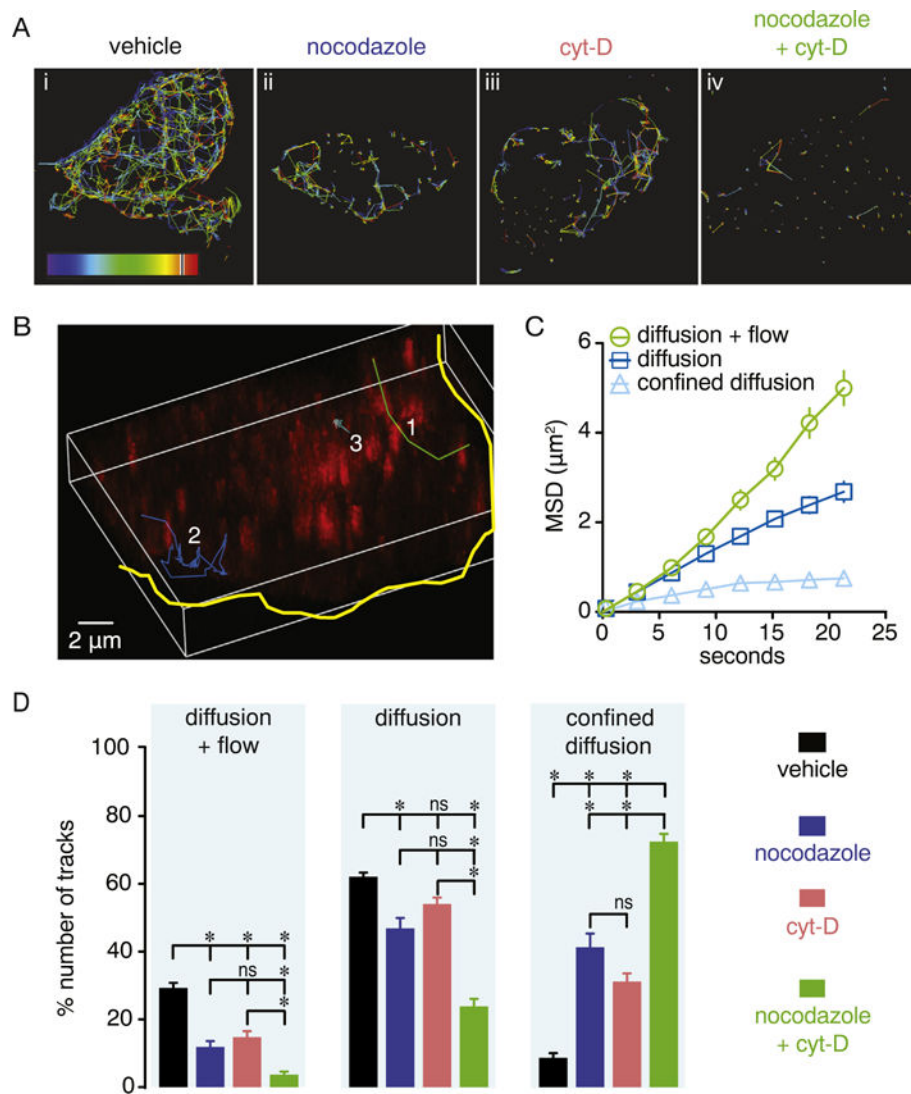 A
vehicle
nocodazole
cyt-D
nocodazole
+ cyt-D
i
ii
iii
iv
B
1
2
3
2 µm
C
6
4
2
0
MSD (µm²)
diffusion + flow
diffusion
confined diffusion
0 5 10 15 20 25
seconds
D
% number of tracks
100
80
60
40
20
0
diffusion
+ flow
* * *
ns *
*
diffusion
* ns *
ns *
*
confined
diffusion
* * * *
* *
ns
vehicle
nocodazole
cyt-D
nocodazole
+ cyt-D